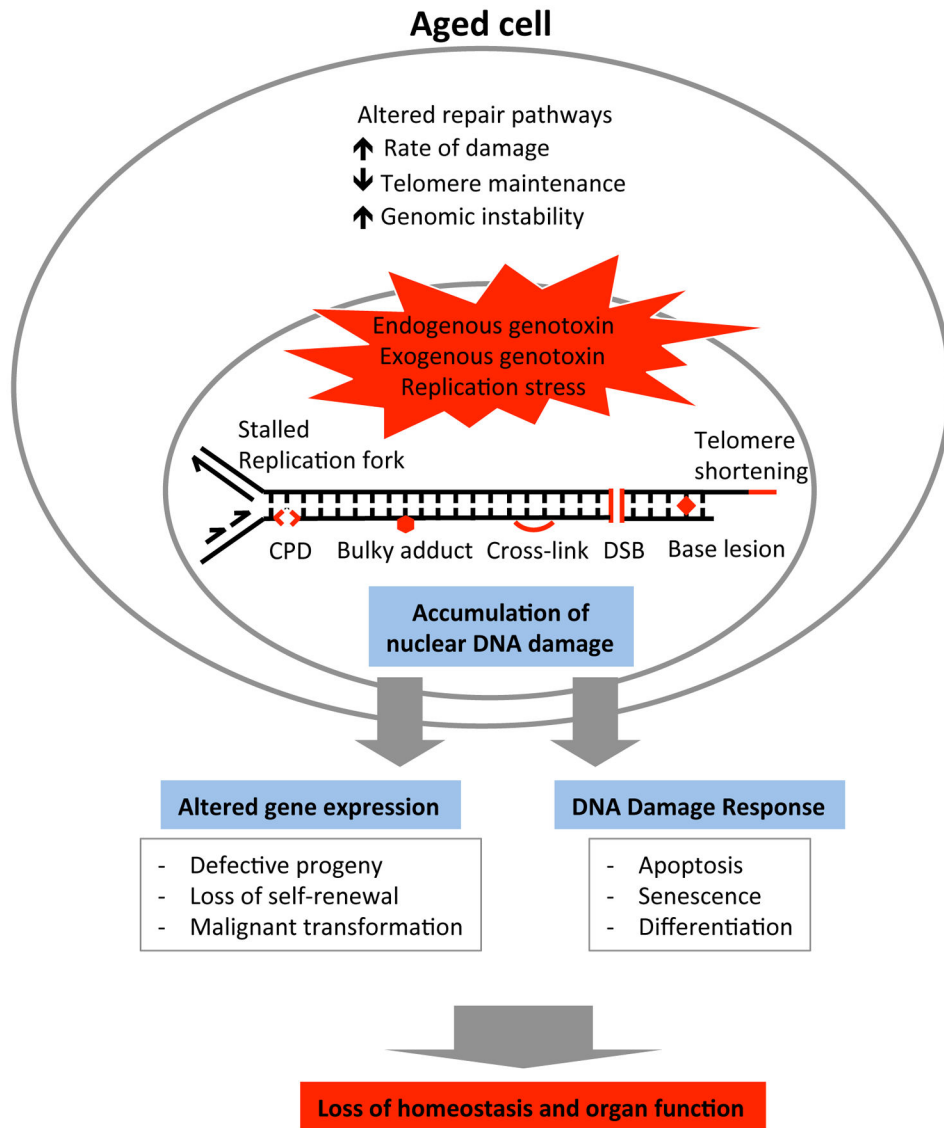 Aged cell
Altered repair pathways
↑ Rate of damage
↓ Telomere maintenance
↑ Genomic instability
Endogenous genotoxin
Exogenous genotoxin
Replication stress
Stalled
Replication fork
Telomere
shortening
CPD
Bulky adduct
Cross-link
DSB
Base lesion
Accumulation of
nuclear DNA damage
Altered gene expression
- Defective progeny
- Loss of self-renewal
- Malignant transformation
DNA Damage Response
- Apoptosis
- Senescence
- Differentiation
Loss of homeostasis and organ function